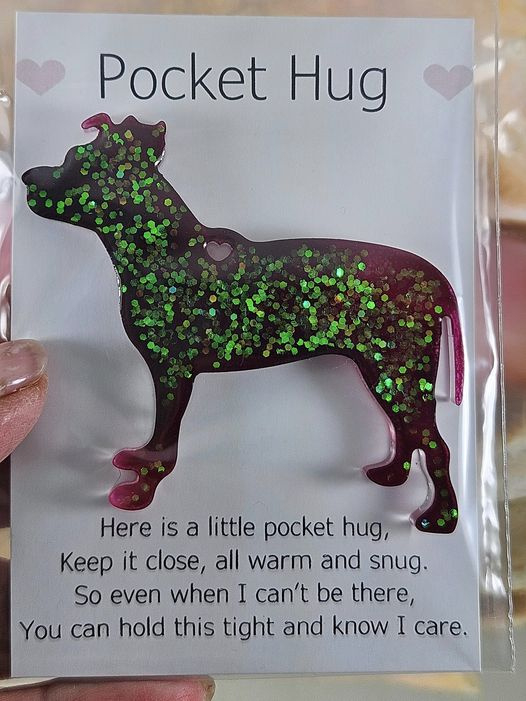 Pocket Hug
Here is a little pocket hug,
Keep it close, all warm and snug.
So even when I can't be there,
You can hold this tight and know I care.